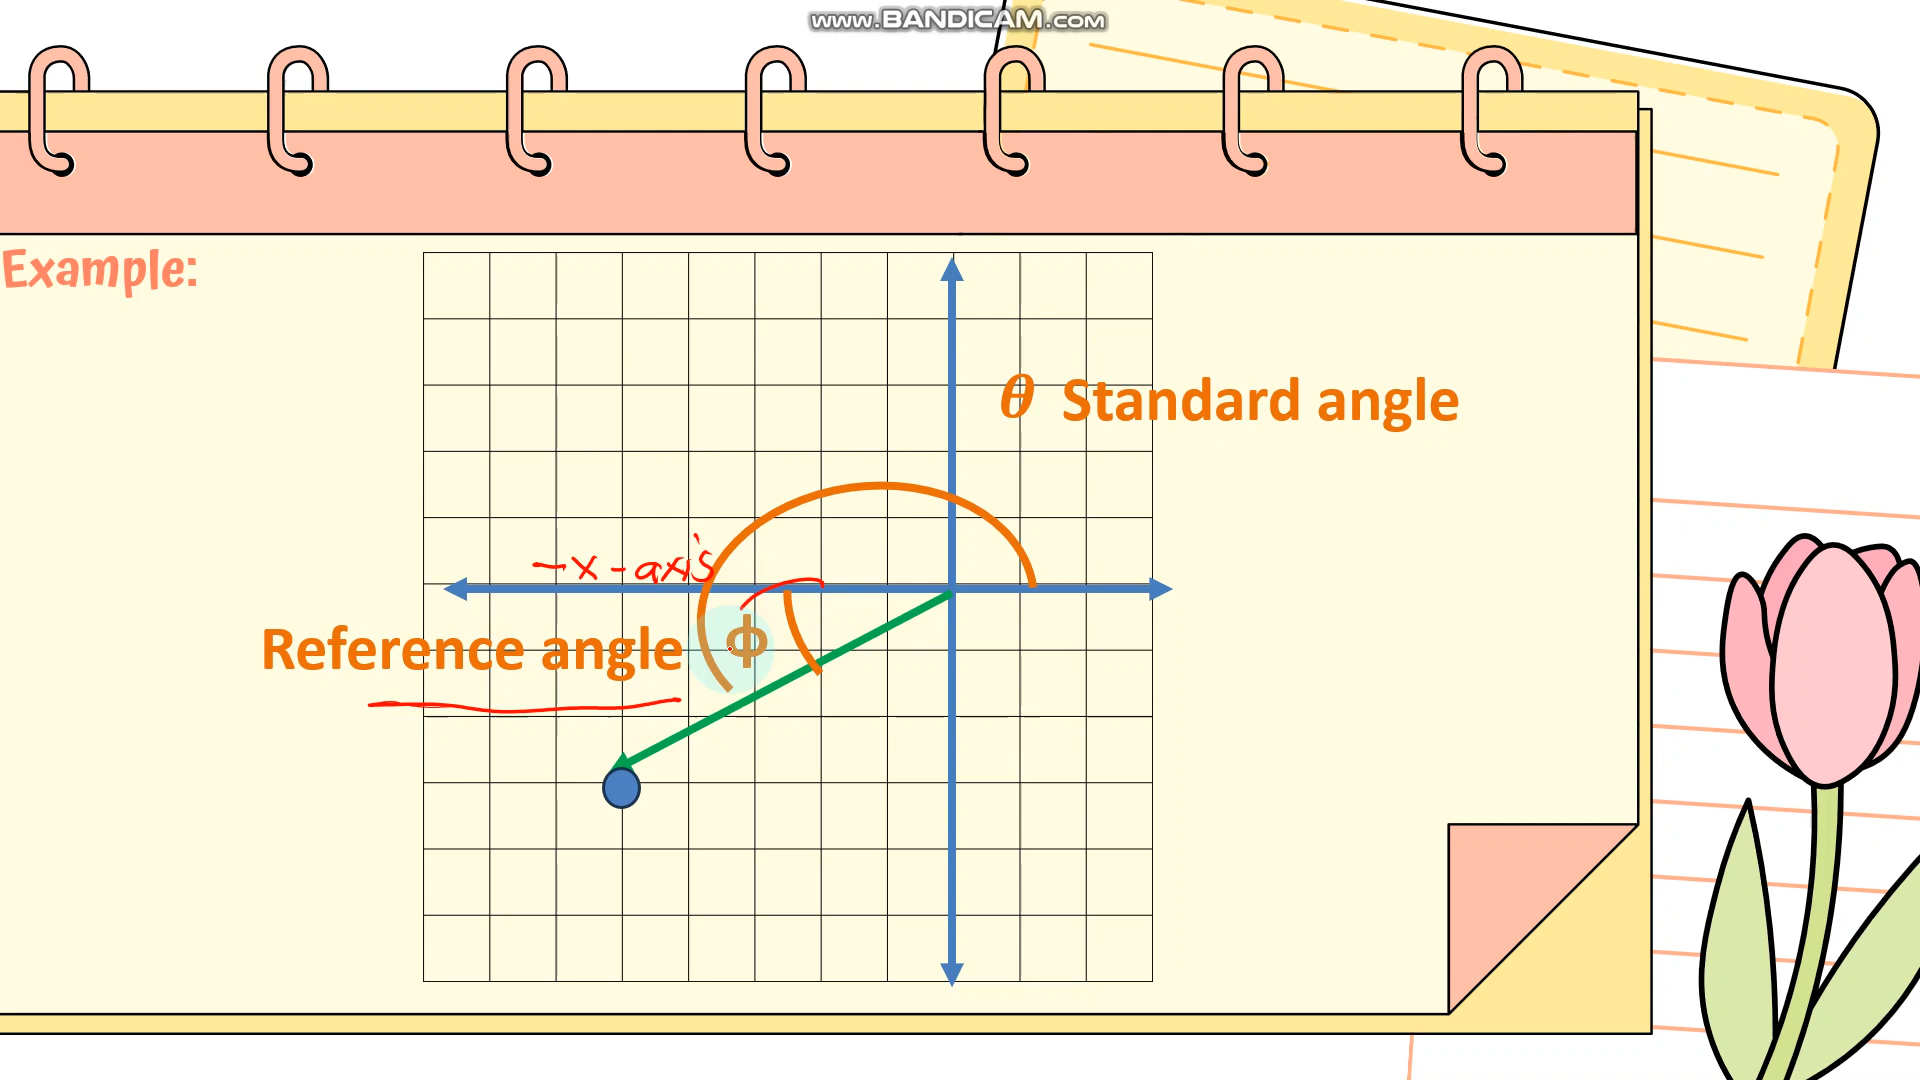 www.BANDICAM.com
Example:
θ Standard angle
-x-axis
Reference angle ϕ